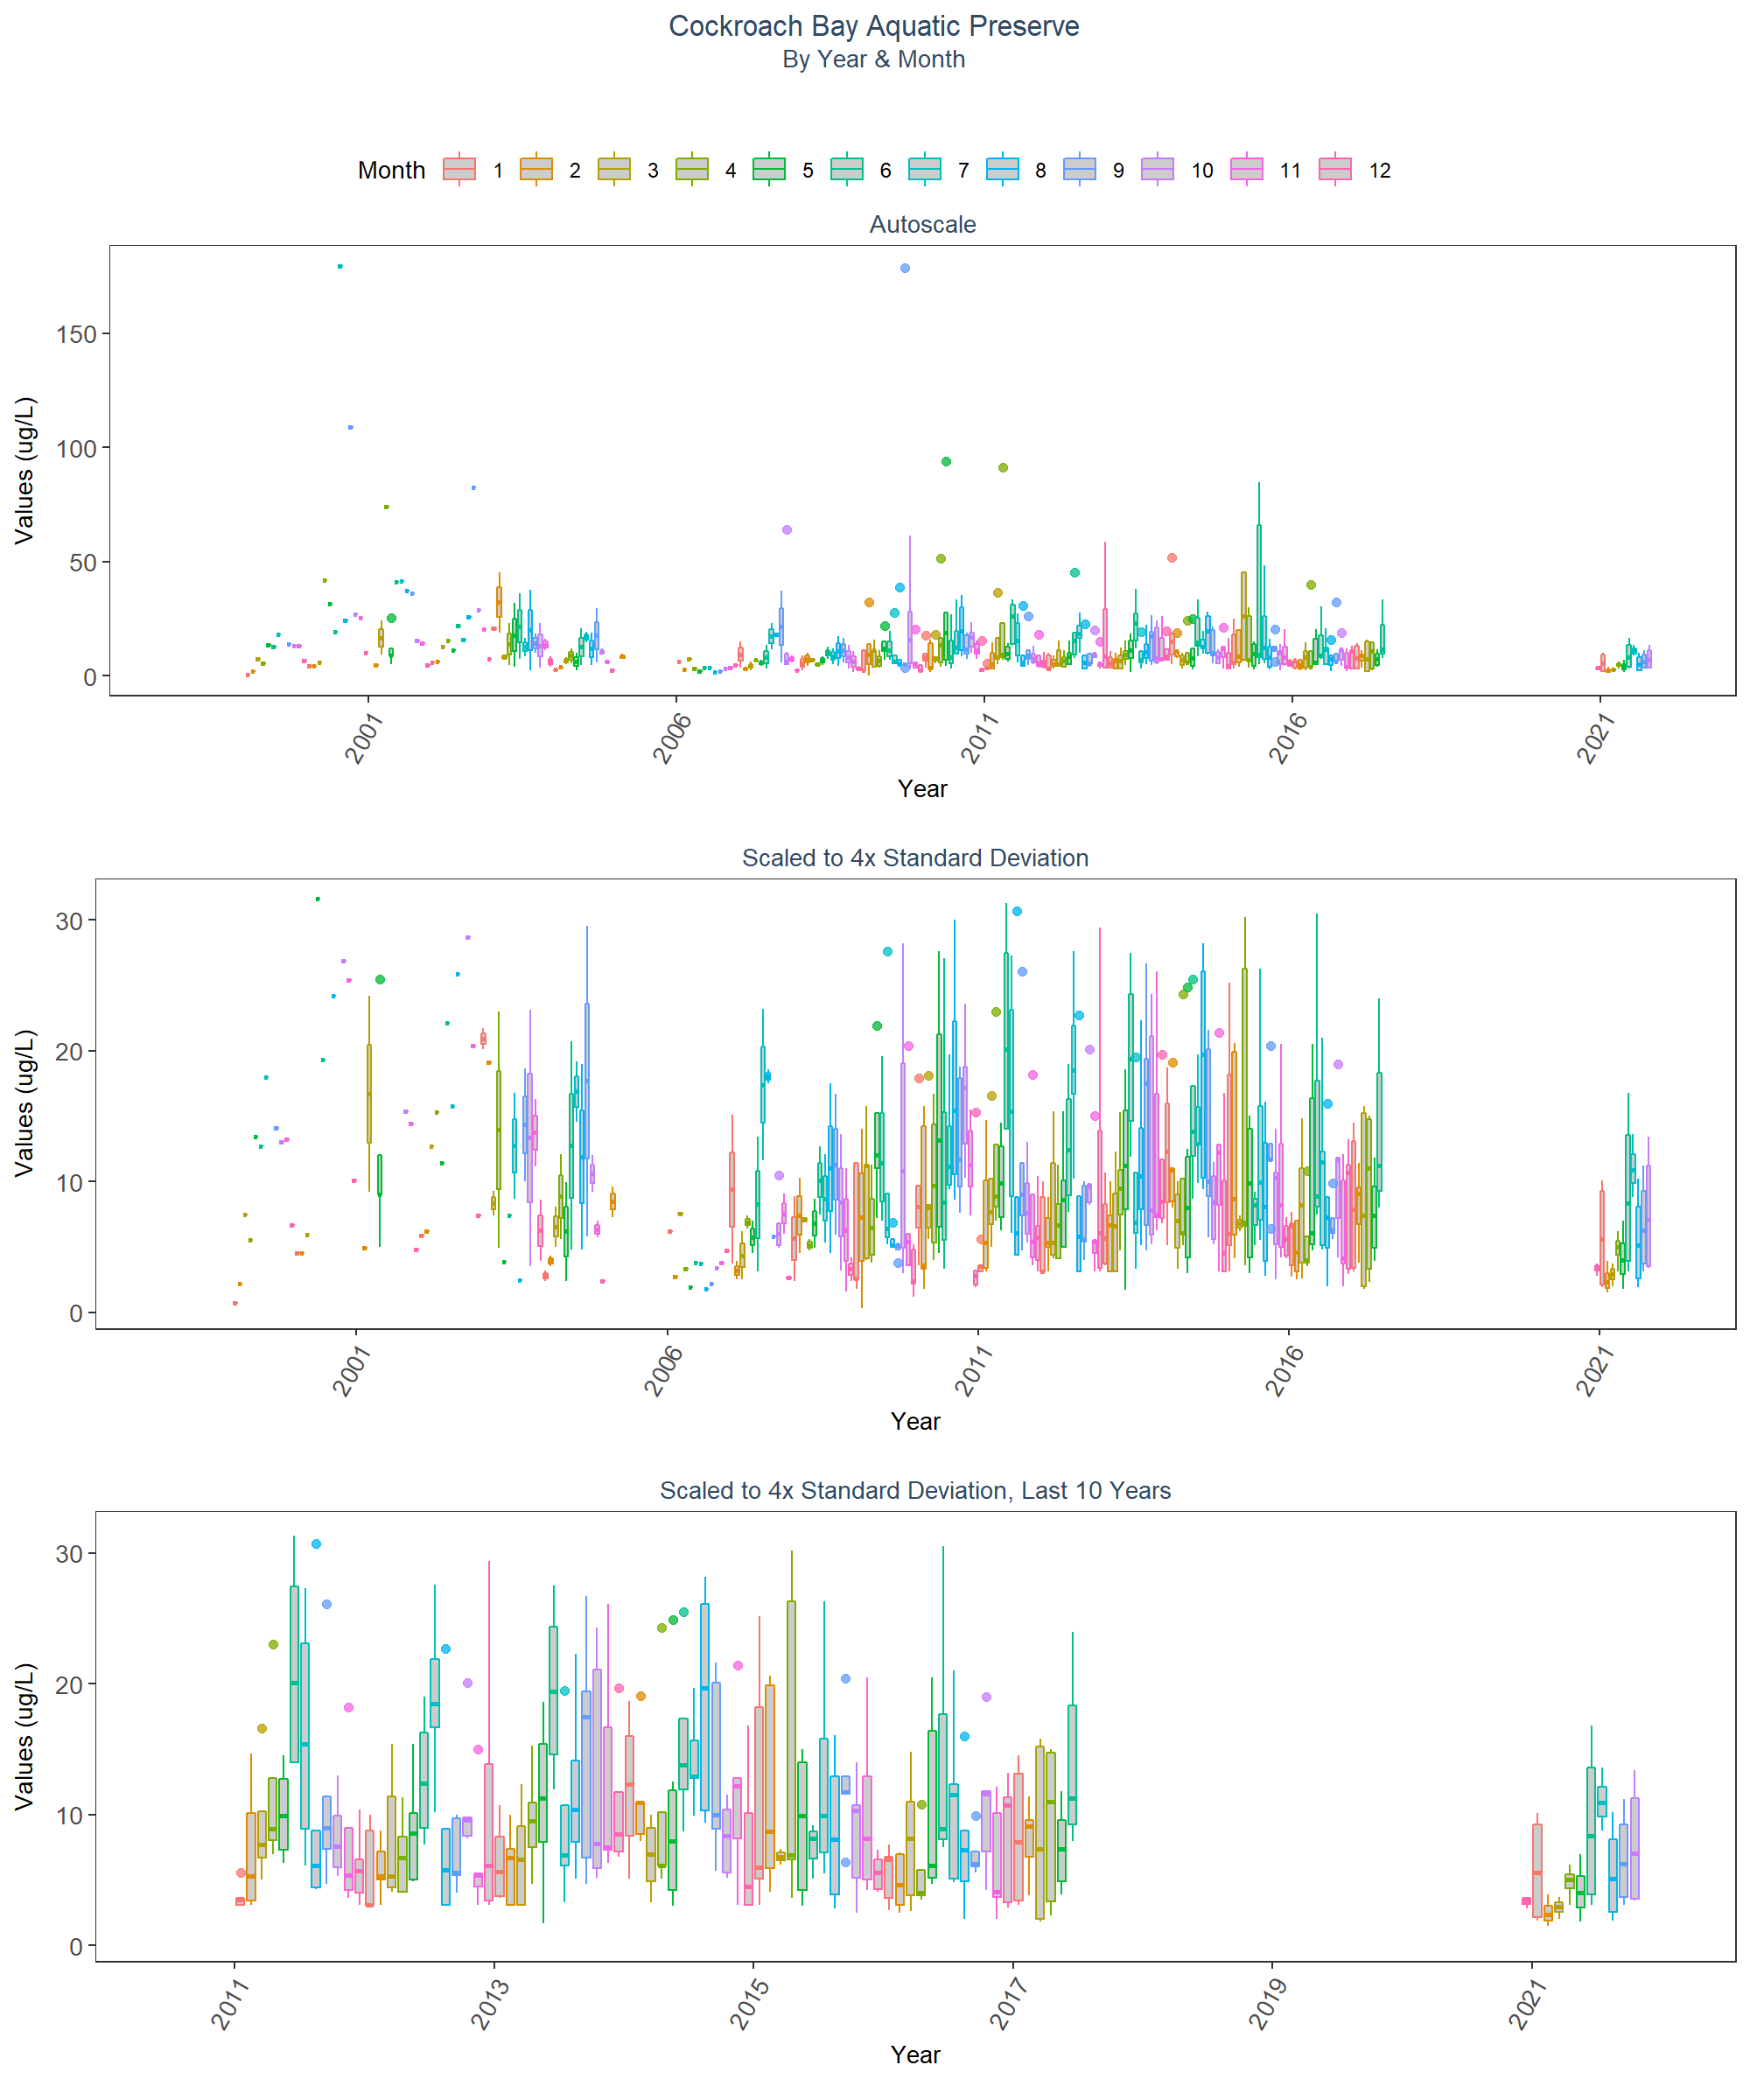 Cockroach Bay Aquatic Preserve
By Year & Month
Month 1 2 3 4 5 6 7 8 9 10 11 12
Autoscale
Values (ug/L)
150
100
50
0
2001 2006 2011 2016 2021
Year
Scaled to 4x Standard Deviation
Values (ug/L)
30
20
10
0
2001 2006 2011 2016 2021
Year
Scaled to 4x Standard Deviation, Last 10 Years
Values (ug/L)
30
20
10
0
2011 2013 2015 2017 2019 2021
Year